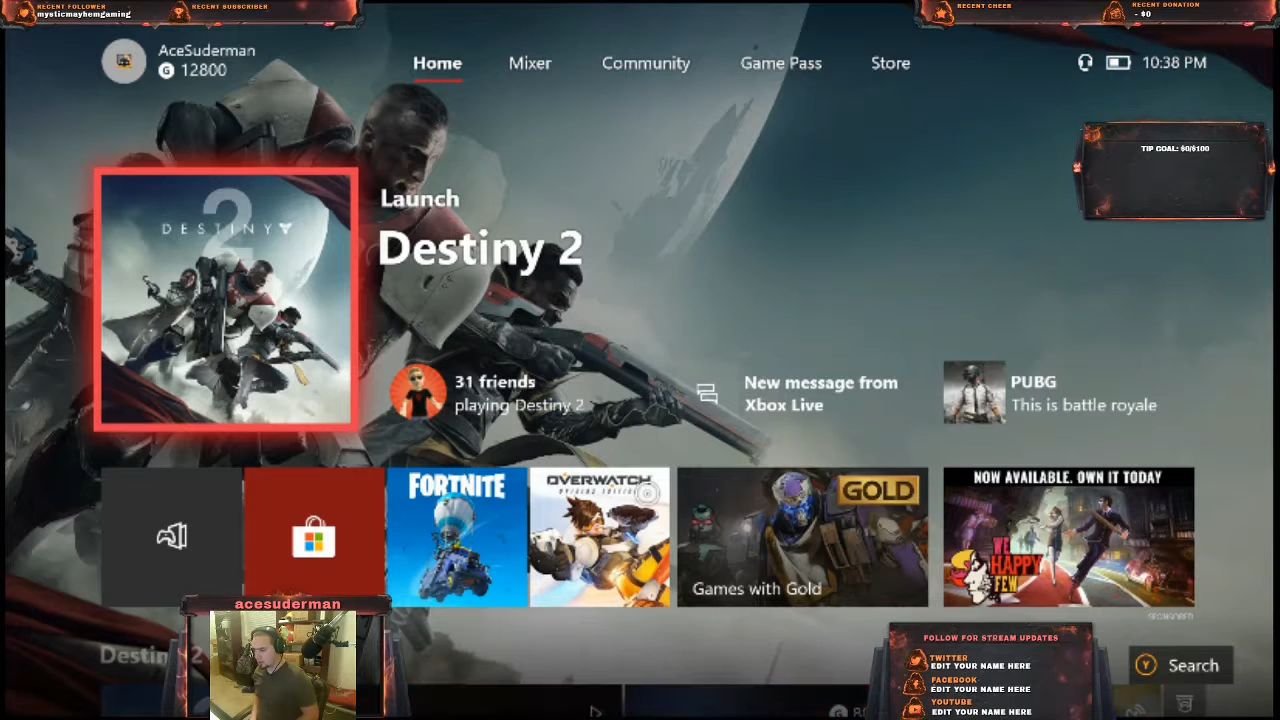 RECENT FOLLOWER
mysticmayhemgaming
RECENT SUBSCRIBER
RECENT CHEER
RECENT DONATION
- $0
AceSuderman
G 12800
Home
Mixer
Community
Game Pass
Store
10:38 PM
TIP GOAL: $0/$100
2
DESTINY
Launch
Destiny 2
31 friends
playing Destiny 2
New message from
Xbox Live
PUBG
This is battle royale
FORTNITE
OVERWATCH
GOLD
Games with Gold
NOW AVAILABLE. OWN IT TODAY
WE
HAPPY
FEW
SPONSORED
acesuderman
Destin 2
FOLLOW FOR STREAM UPDATES
TWITTER
EDIT YOUR NAME HERE
FACEBOOK
EDIT YOUR NAME HERE
YOUTUBE
EDIT YOUR NAME HERE
Y Search